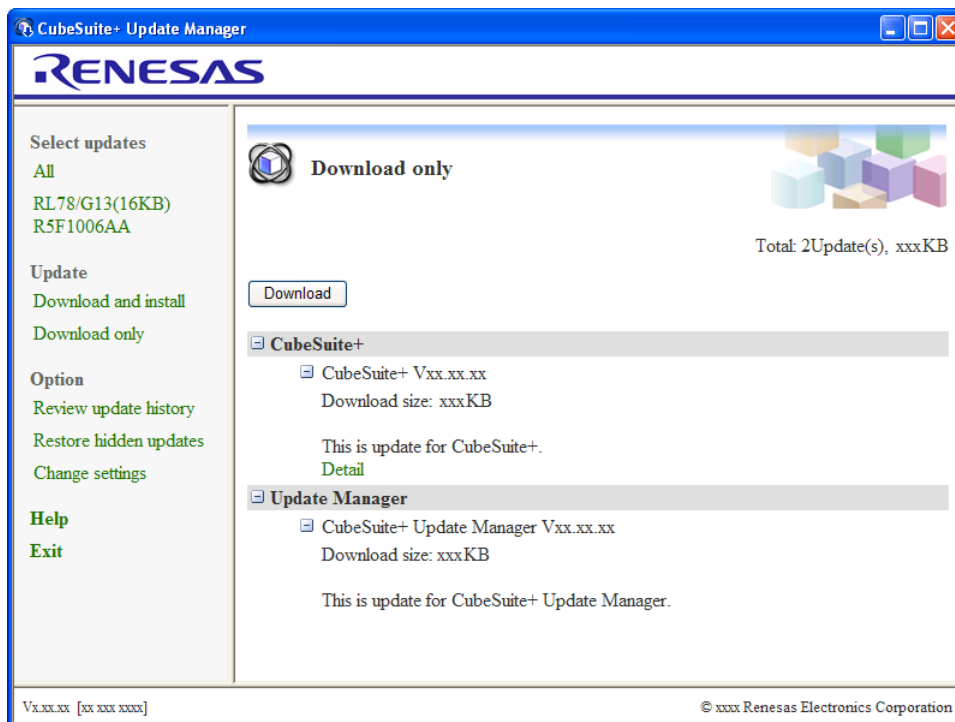 CubeSuite+ Update Manager
RENESAS
Select updates
All
RL78/G13(16KB)
R5F1006AA
Update
Download and install
Download only
Option
Review update history
Restore hidden updates
Change settings
Help
Exit
Download only
Total: 2Update(s), xxxKB
Download
CubeSuite+
CubeSuite+ Vxx.xx.xx
Download size: xxxKB
This is update for CubeSuite+.
Detail
Update Manager
CubeSuite+ Update Manager Vxx.xx.xx
Download size: xxxKB
This is update for CubeSuite+ Update Manager.
Vx.xx.xx [xx xxx xxxx]
© xxxx Renesas Electronics Corporation